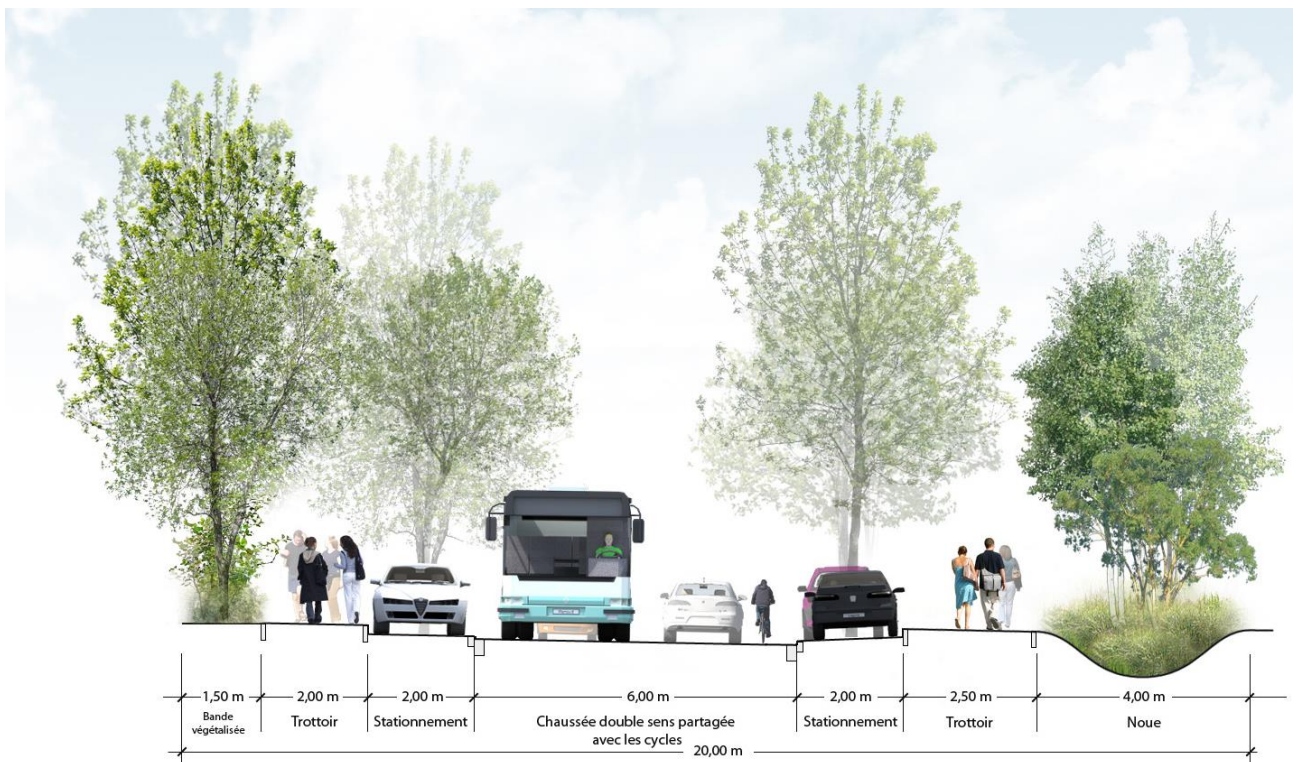 1,50 m
2,00 m
2,00 m
6,00 m
2,00 m
2,50 m
4,00 m
Bande
végétalisée
Trottoir
Stationnement
Chaussée double sens partagée
avec les cycles
Stationnement
Trottoir
Noue
20,00 m